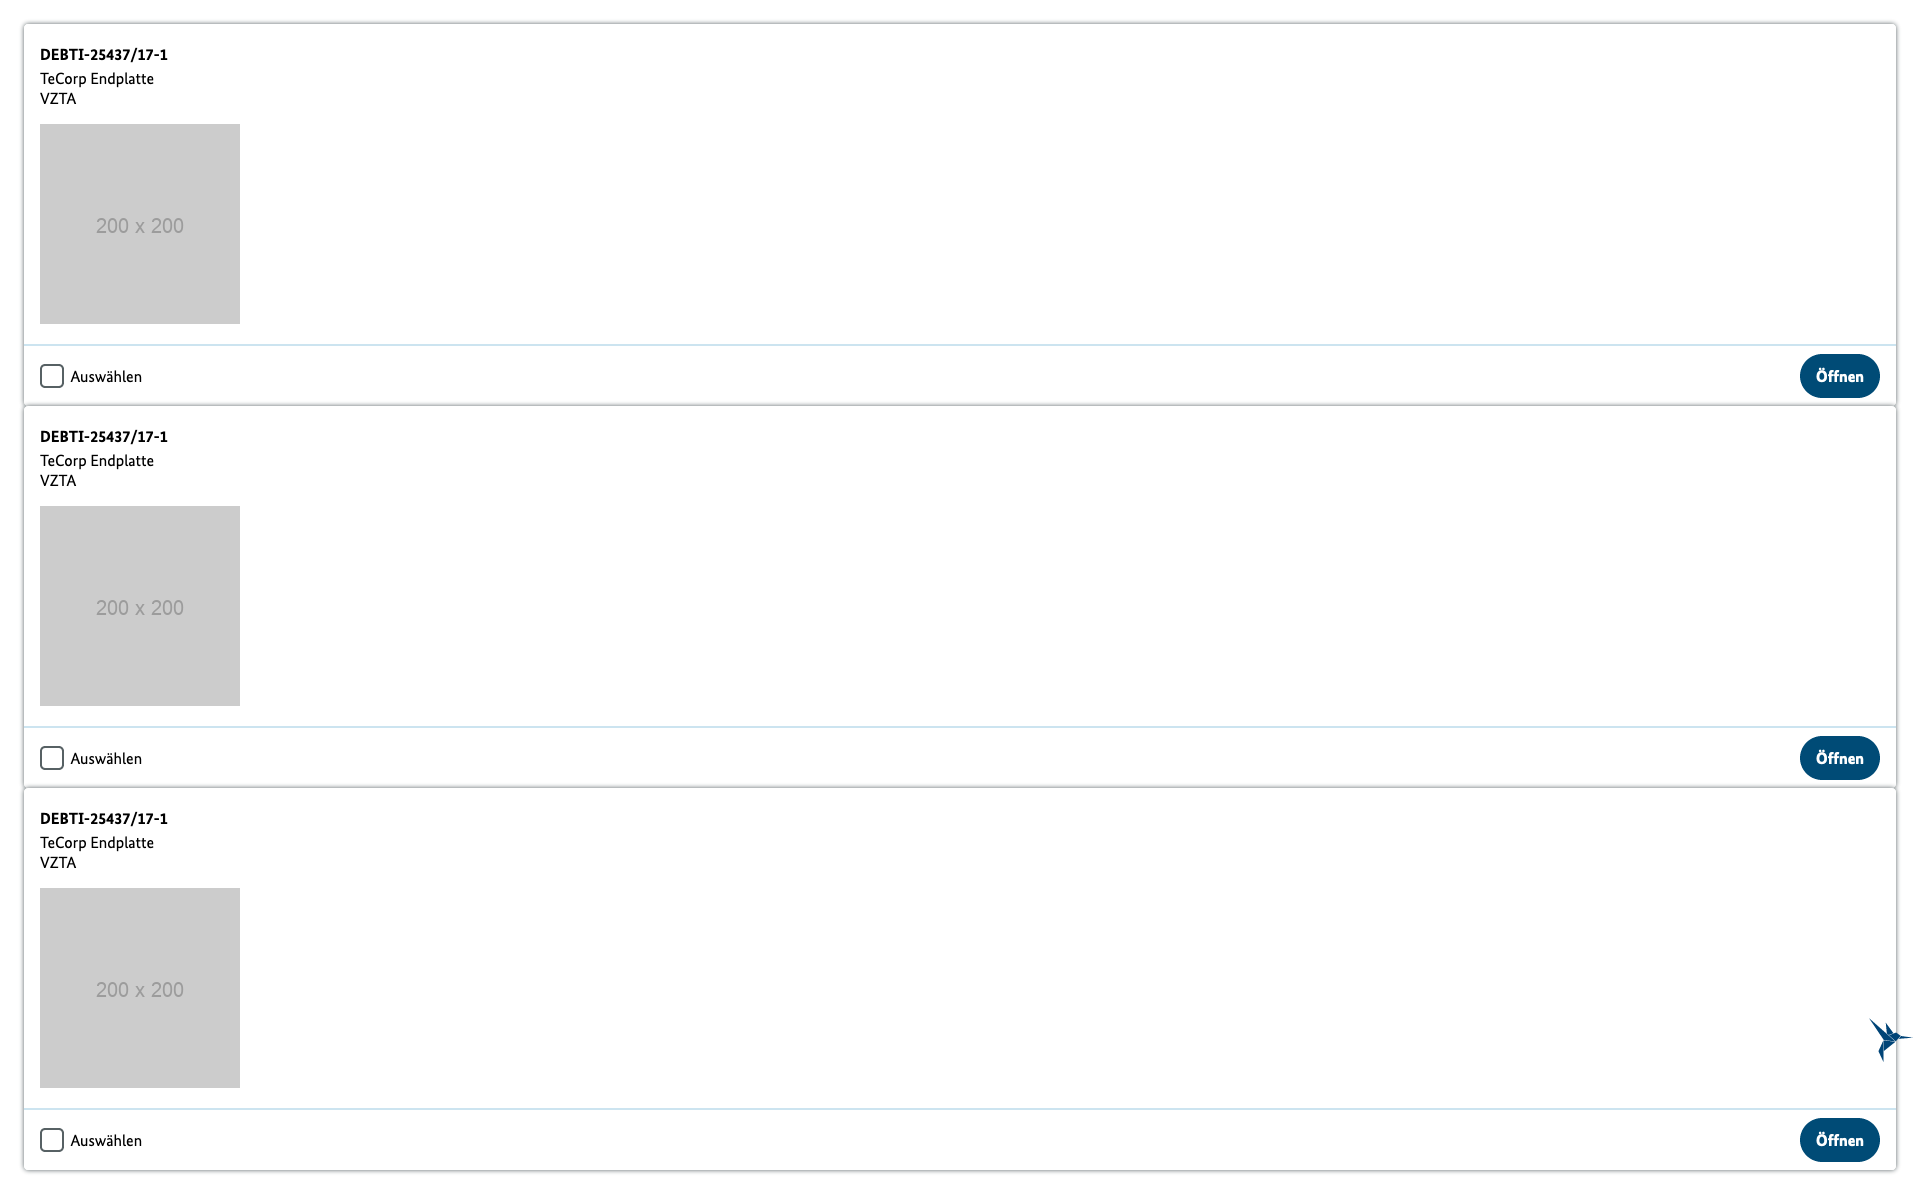 DEBTI-25437/17-1
TeCorp Endplatte
VZTA
200 x 200
Auswählen
Öffnen
DEBTI-25437/17-1
TeCorp Endplatte
VZTA
200 x 200
Auswählen
Öffnen
DEBTI-25437/17-1
TeCorp Endplatte
VZTA
200 x 200
Auswählen
Öffnen